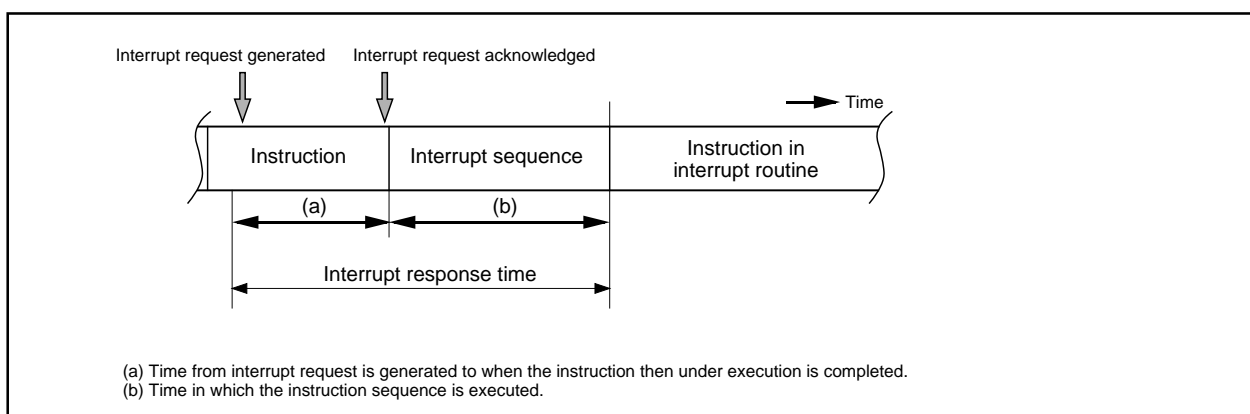 Interrupt request generated
Interrupt request acknowledged
Time
Instruction
Interrupt sequence
Instruction in
interrupt routine
(a)
(b)
Interrupt response time
(a) Time from interrupt request is generated to when the instruction then under execution is completed.
(b) Time in which the instruction sequence is executed.